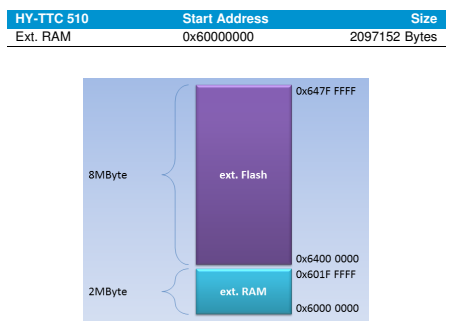 HY-TTC 510 Start Address Size
Ext. RAM 0x60000000 2097152 Bytes
0x647F FFFF
8MByte ext. Flash
0x6400 0000
0x601F FFFF
2MByte ext. RAM
0x6000 0000